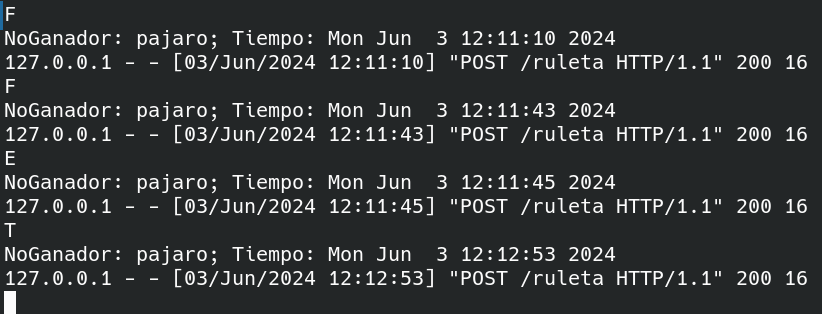 F
NoGanador: pajaro; Tiempo: Mon Jun  3 12:11:10 2024
127.0.0.1 - - [03/Jun/2024 12:11:10] "POST /ruleta HTTP/1.1" 200 16
F
NoGanador: pajaro; Tiempo: Mon Jun  3 12:11:43 2024
127.0.0.1 - - [03/Jun/2024 12:11:43] "POST /ruleta HTTP/1.1" 200 16
E
NoGanador: pajaro; Tiempo: Mon Jun  3 12:11:45 2024
127.0.0.1 - - [03/Jun/2024 12:11:45] "POST /ruleta HTTP/1.1" 200 16
T
NoGanador: pajaro; Tiempo: Mon Jun  3 12:12:53 2024
127.0.0.1 - - [03/Jun/2024 12:12:53] "POST /ruleta HTTP/1.1" 200 16